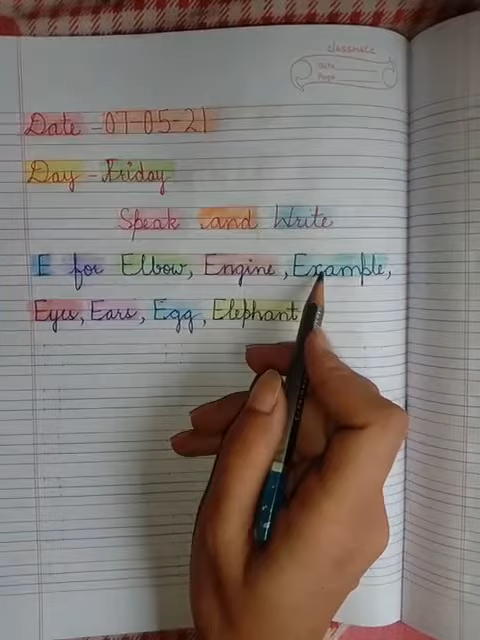 classmate
Date
Page
Date - 07-05-21
Day - Friday
Speak and Write
E for Elbow, Engine, Example,
Eyes, Ears, Egg, Elephant